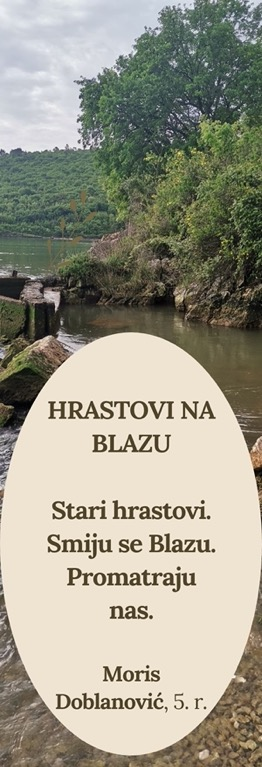 HRASTOVI NA
BLAZU
Stari hrastovi.
Smiju se Blazu.
Promatraju
nas.
Moris
Doblanović, 5. r.